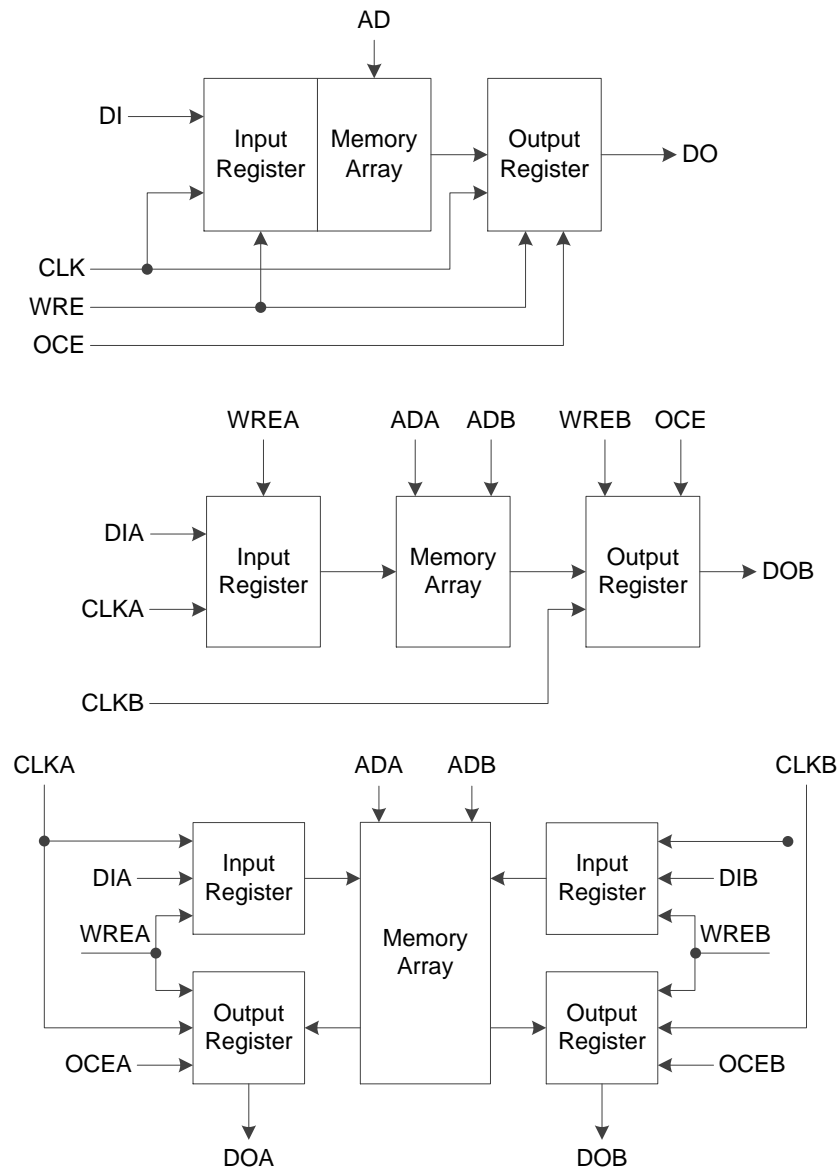 AD
DI
Input
Register
Memory
Array
Output
Register
DO
CLK
WRE
OCE
WREA
ADA
ADB
WREB
OCE
DIA
Input
Register
Memory
Array
Output
Register
DOB
CLKA
CLKB
CLKA
ADA
ADB
CLKB
Input
Register
Input
Register
DIA
DIB
WREA
Memory
Array
WREB
Output
Register
Output
Register
OCEA
OCEB
DOA
DOB